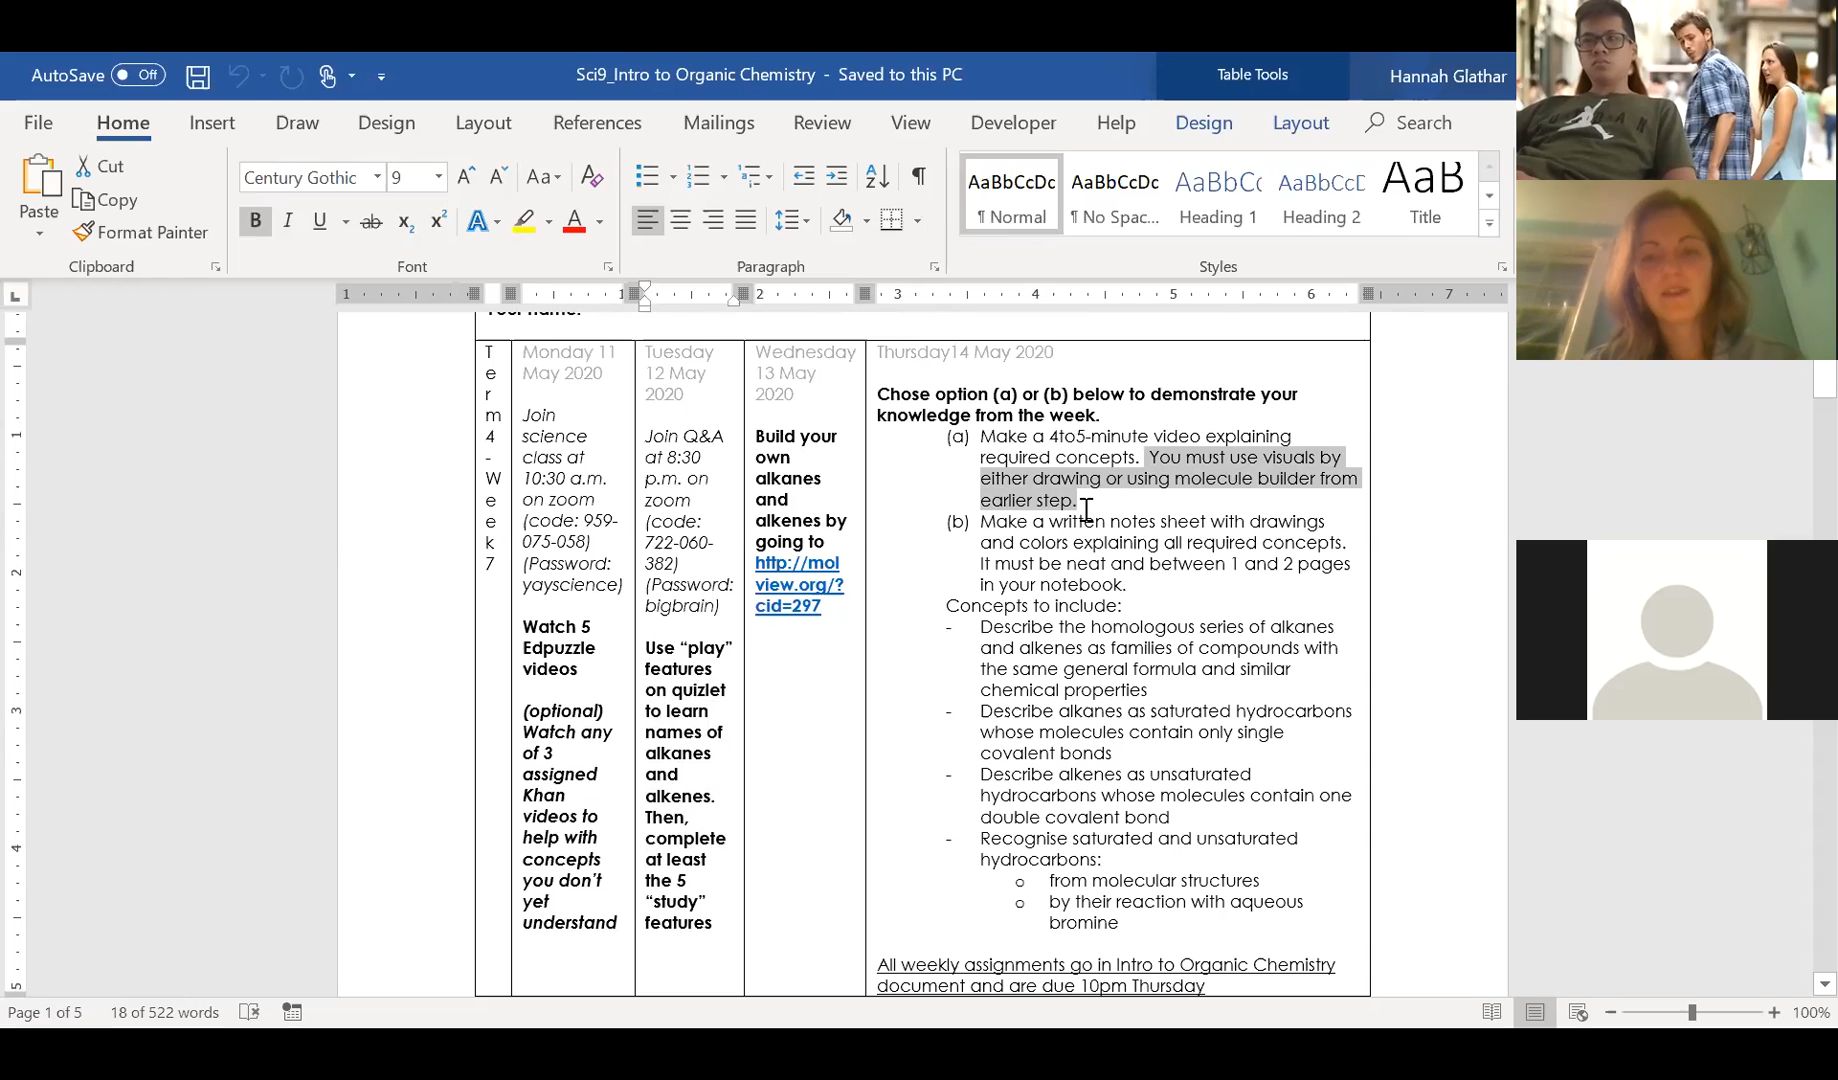 AutoSave Off
Sci9_Intro to Organic Chemistry - Saved to this PC
Table Tools
Hannah Glathar
File Home Insert Draw Design Layout References Mailings Review View Developer Help Design Layout Search
Paste
Cut
Copy
Format Painter
Clipboard
Century Gothic 9
Font
Paragraph
AaBbCcDc
¶ Normal
AaBbCcDc
¶ No Spac...
AaBbCc
Heading 1
AaBbCcD
Heading 2
AaB
Title
Styles
1 1 2 3 4 5 6 7
Your name:
Term 4 - Week 7
Monday 11
May 2020
Join
science
class at
10:30 a.m.
on zoom
(code: 959-
075-058)
(Password:
yayscience)
Watch 5
Edpuzzle
videos
(optional)
Watch any
of 3
assigned
Khan
videos to
help with
concepts
you don't
yet
understand
Tuesday
12 May
2020
Join Q&A
at 8:30
p.m. on
zoom
(code:
722-060-
382)
(Password:
bigbrain)
Use “play”
features
on quizlet
to learn
names of
alkanes
and
alkenes.
Then,
complete
at least
the 5
“study”
features
Wednesday
13 May
2020
Build your
own
alkanes
and
alkenes by
going to
http://mol
view.org/?
cid=297
Thursday14 May 2020
Chose option (a) or (b) below to demonstrate your
knowledge from the week.
(a) Make a 4to5-minute video explaining
required concepts. You must use visuals by
either drawing or using molecule builder from
earlier step.
(b) Make a written notes sheet with drawings
and colors explaining all required concepts.
It must be neat and between 1 and 2 pages
in your notebook.
Concepts to include:
- Describe the homologous series of alkanes
and alkenes as families of compounds with
the same general formula and similar
chemical properties
- Describe alkanes as saturated hydrocarbons
whose molecules contain only single
covalent bonds
- Describe alkenes as unsaturated
hydrocarbons whose molecules contain one
double covalent bond
- Recognise saturated and unsaturated
hydrocarbons:
o from molecular structures
o by their reaction with aqueous
bromine
All weekly assignments go in Intro to Organic Chemistry
document and are due 10pm Thursday
Page 1 of 5 18 of 522 words
100%